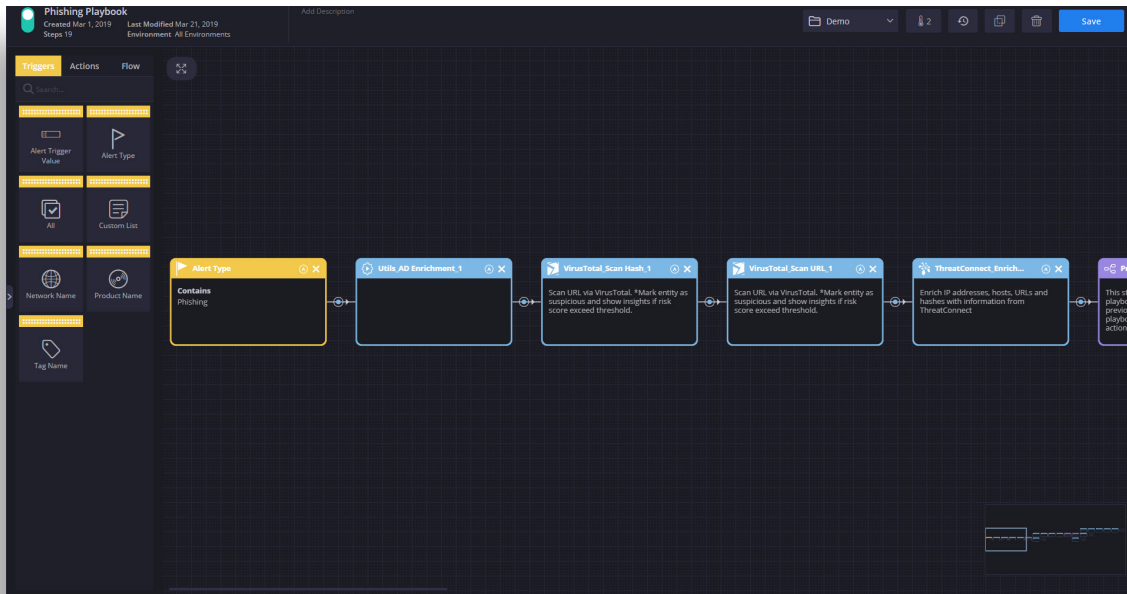 Phishing Playbook
Created Mar 1, 2019 Last Modified Mar 21, 2019
Steps 19 Environment All Environments
Add Description
Demo
2
Save
Triggers Actions Flow
Search...
Alert Trigger
Value
Alert Type
All
Custom List
Network Name
Product Name
Tag Name
Alert Type
Contains
Phishing
Utils_AD Enrichment_1
VirusTotal_Scan Hash_1
Scan URL via VirusTotal. *Mark entity as
suspicious and show insights if risk
score exceed threshold.
VirusTotal_Scan URL_1
Scan URL via VirusTotal. *Mark entity as
suspicious and show insights if risk
score exceed threshold.
ThreatConnect_Enrich...
Enrich IP addresses, hosts, URLs and
hashes with information from
ThreatConnect
This st
playbo
previo
playbo
action